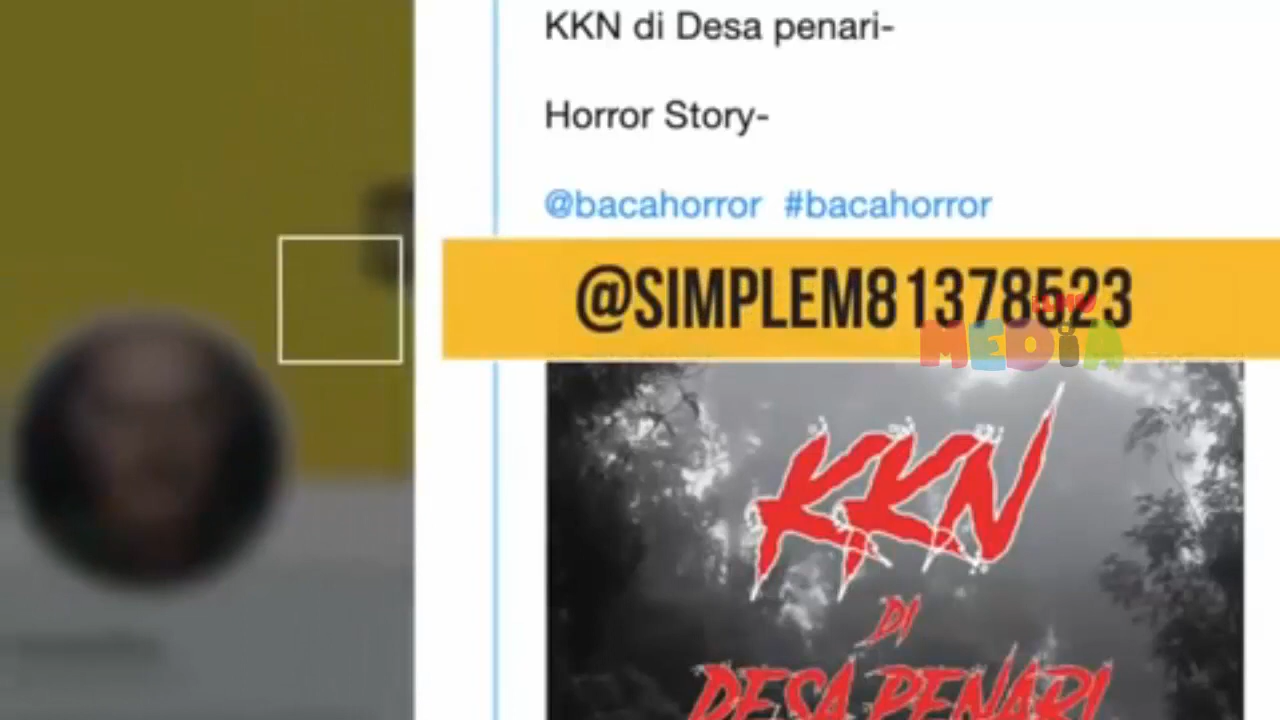 KKN di Desa penari-
Horror Story-
@bacahorror #bacahorror
@SIMPLEM81378523
MEDiA
KKN
DI
DESA PENARI